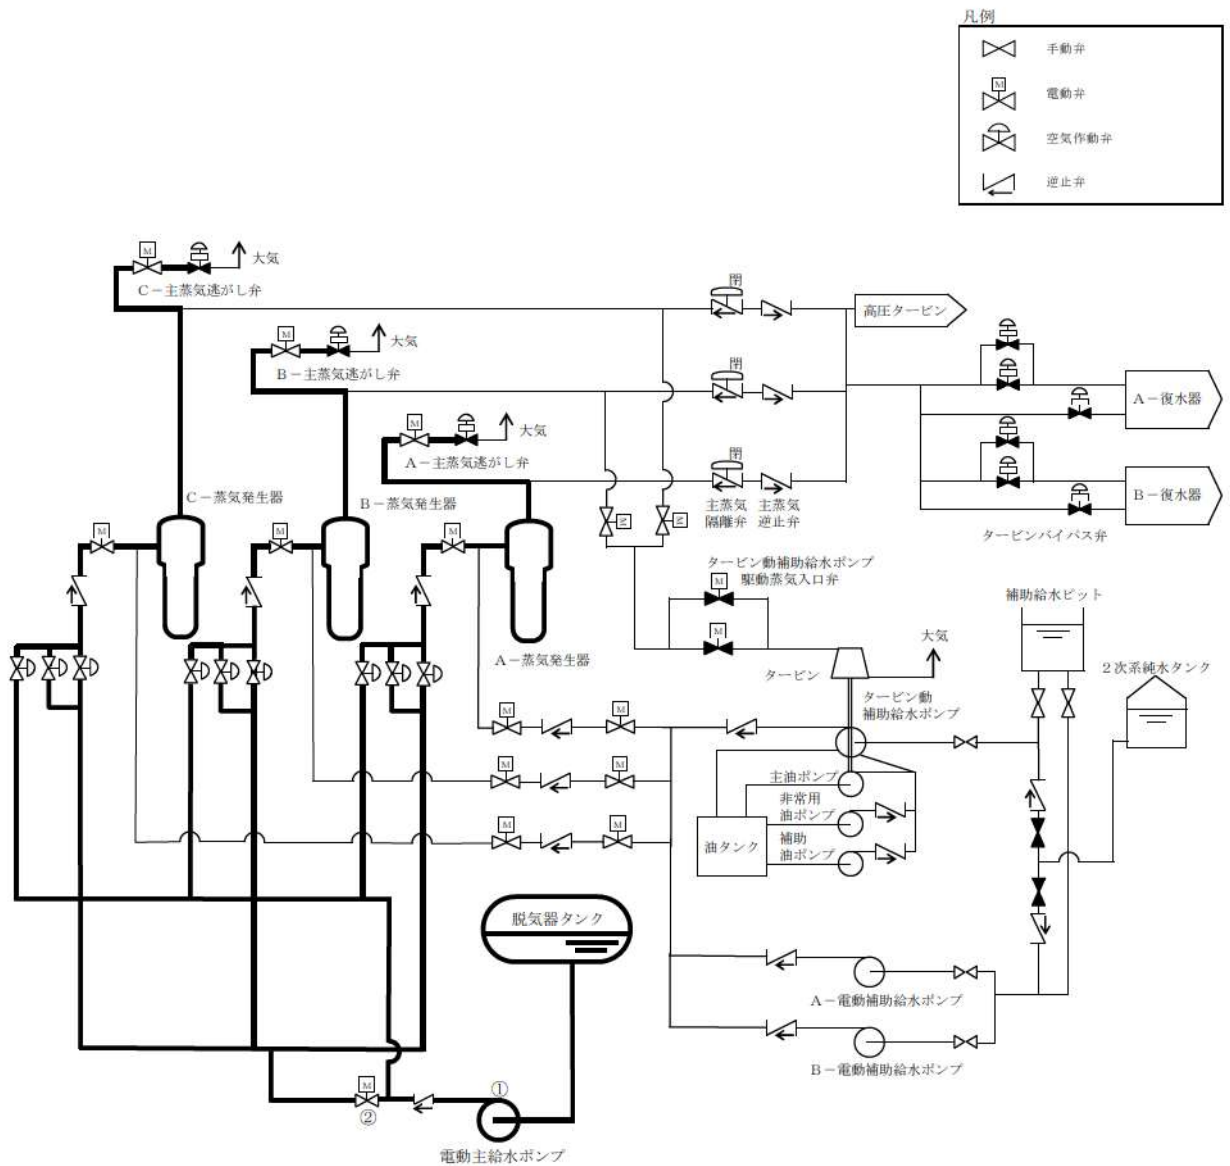 凡例
手動弁
M
電動弁
空気作動弁
逆止弁
M
大気
C-主蒸気逃がし弁
M
大気
B-主蒸気逃がし弁
M
大気
A-主蒸気逃がし弁
閉
閉
閉
高圧タービン
A-復水器
B-復水器
主蒸気
隔離弁
主蒸気
逆止弁
タービンバイパス弁
C-蒸気発生器
B-蒸気発生器
A-蒸気発生器
M
M
M
M
M
タービン動補助給水ポンプ
駆動蒸気入口弁
M
M
補助給水ピット
大気
2次系純水タンク
タービン
タービン動
補助給水ポンプ
M
M
M
M
M
M
主油ポンプ
非常用
油ポンプ
補助
油ポンプ
油タンク
脱気器タンク
A-電動補助給水ポンプ
B-電動補助給水ポンプ
M
①
②
電動主給水ポンプ